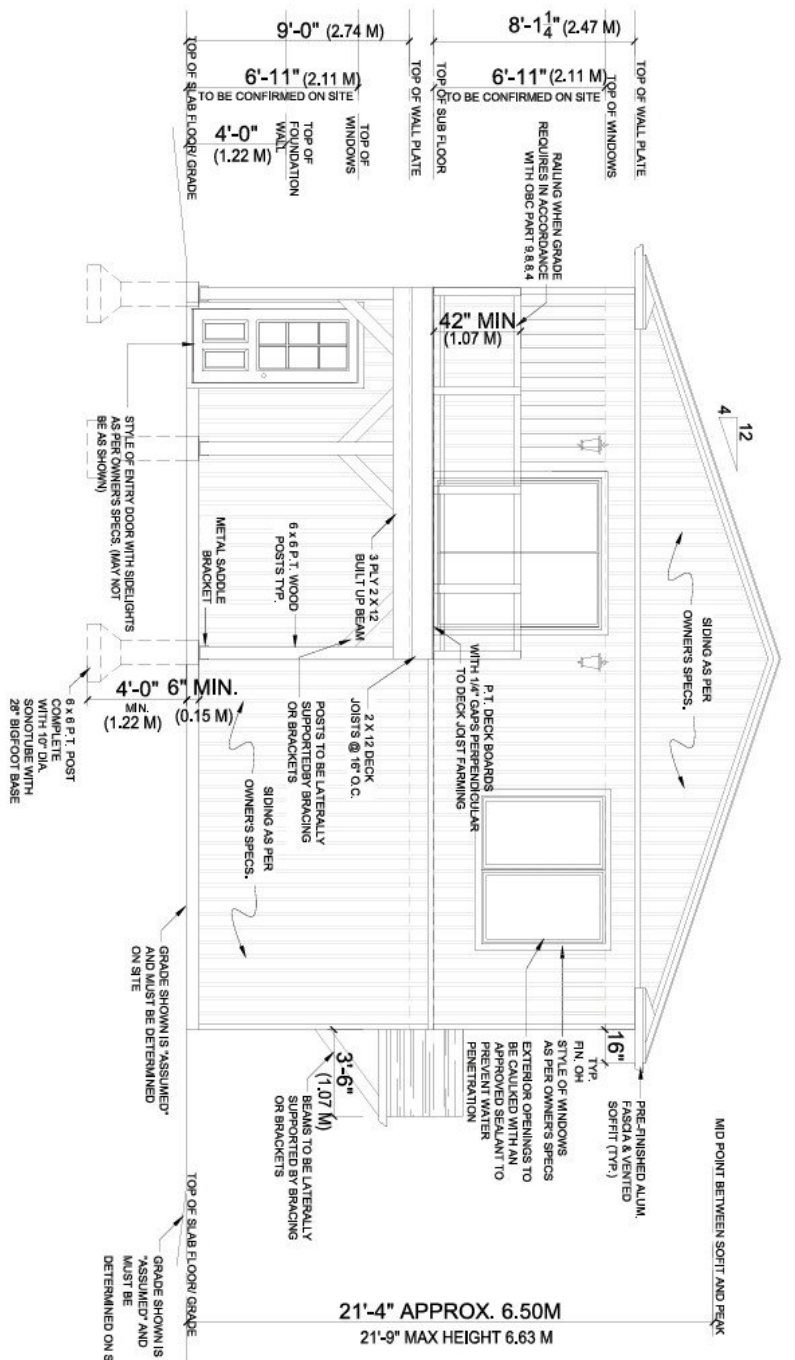 9'-0" (2.74 M)
8'-1 1/4" (2.47 M)
6'-11" (2.11 M)
TO BE CONFIRMED ON SITE
6'-11" (2.11 M)
TO BE CONFIRMED ON SITE
4'-0"
(1.22 M)
TOP OF WALL PLATE
TOP OF WINDOWS
TOP OF SUB FLOOR
TOP OF WALL PLATE
TOP OF
WINDOWS
TOP OF
FOUNDATION
WALL
TOP OF SLAB FLOOR/ GRADE
RAILING WHEN GRADE
REQUIRES IN ACCORDANCE
WITH OBC PART 9.8.8.4
42" MIN
(1.07 M)
12
4
SIDING AS PER
OWNER'S SPECS.
STYLE OF ENTRY DOOR WITH SIDELIGHTS
AS PER OWNER'S SPECS, (MAY NOT
BE AS SHOWN)
METAL SADDLE
BRACKET
6 x 6 P.T. WOOD
POSTS TYP.
3 PLY 2 X 12
BUILT UP BEAM
P.T. DECK BOARDS
WITH 1/4" GAPS PERPENDICULAR
TO DECK JOIST FARMING
2 X 12 DECK
JOISTS @ 16" O.C.
POSTS TO BE LATERALLY
SUPPORTEDBY BRACING
OR BRACKETS
4'-0"
MIN.
(1.22 M)
6" MIN.
(0.15 M)
6 x 6 P.T. POST
COMPLETE
WITH 10" DIA.
SONOTUBE WITH
28" BIGFOOT BASE
SIDING AS PER
OWNER'S SPECS.
GRADE SHOWN IS "ASSUMED"
AND MUST BE DETERMINED
ON SITE
16"
TYP.
FIN. OH
STYLE OF WINDOWS
AS PER OWNER'S SPECS
EXTERIOR OPENINGS TO
BE CAULKED WITH AN
APPROVED SEALANT TO
PREVENT WATER
PENETRATION
3'-6"
(1.07 M)
BEAMS TO BE LATERALLY
SUPPORTED BY BRACING
OR BRACKETS
PRE-FINISHED ALUM.
FASCIA & VENTED
SOFFIT (TYP.)
MID POINT BETWEEN SOFIT AND PEAK
TOP OF SLAB FLOOR/ GRADE
GRADE SHOWN IS
"ASSUMED" AND
MUST BE
DETERMINED ON S
21'-4" APPROX. 6.50M
21'-9" MAX HEIGHT 6.63 M